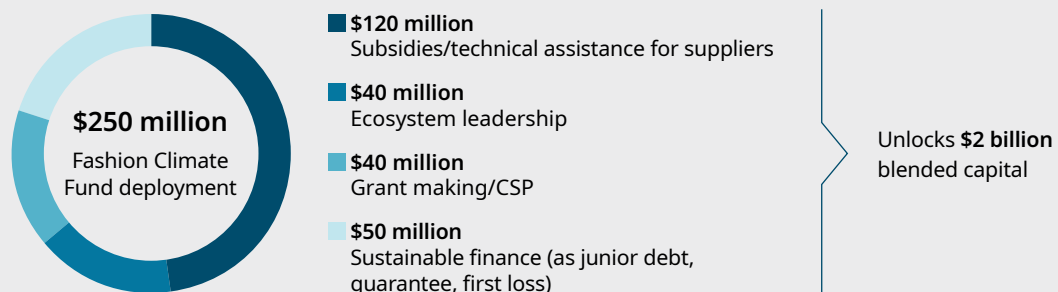 $250 million
Fashion Climate
Fund deployment
$120 million
Subsidies/technical assistance for suppliers
$40 million
Ecosystem leadership
$40 million
Grant making/CSP
$50 million
Sustainable finance (as junior debt,
guarantee, first loss)
Unlocks $2 billion
blended capital